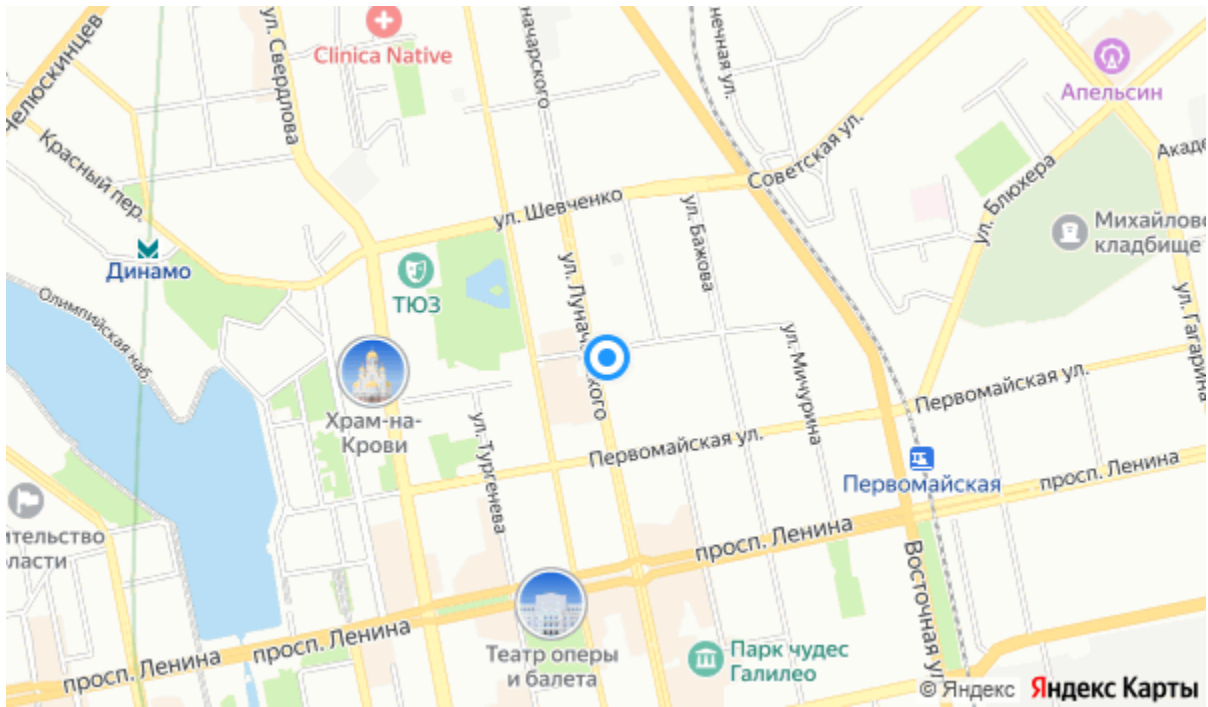 Челюскинцев
ул. Свердлова
Clinica Native
начарского
нечная ул.
Апельсин
Красный пер.
ул. Шевченко
Советская ул.
Акаде
ул. Блюхера
Михайловс
кладбище
Динамо
ТЮЗ
ул. Бажова
ул. Луначарского
ул. Гагарина
Олимпийская наб.
ул. Мичурина
Храм-на-
Крови
Первомайская ул.
Первомайская ул.
ул. Тургенева
Первомайская
просп. Ленина
ительство
ласти
просп. Ленина
Восточная ул
просп. Ленина
просп. Ленина
Театр оперы
и балета
Парк чудес
Галилео
© Яндекс Яндекс Карты